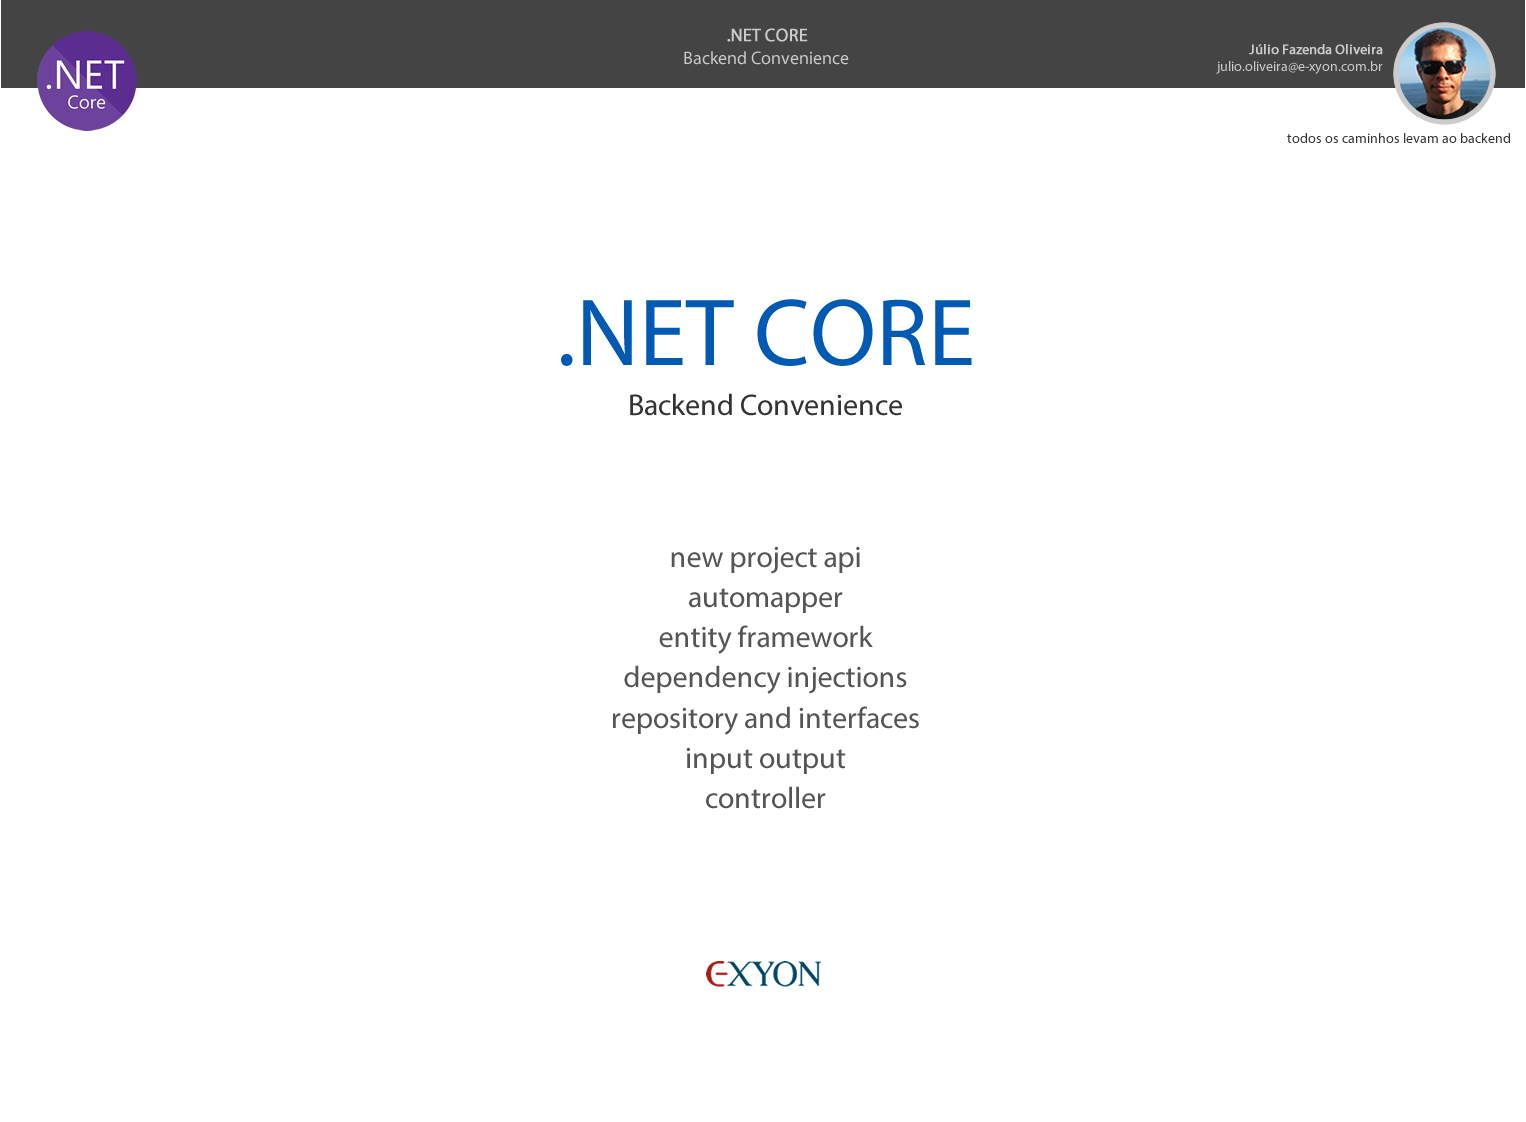 .NET
Core
.NET CORE
Backend Convenience
Júlio Fazenda Oliveira
julio.oliveira@e-xyon.com.br
todos os caminhos levam ao backend
.NET CORE
Backend Convenience
new project api
automapper
entity framework
dependency injections
repository and interfaces
input output
controller
e-XYON